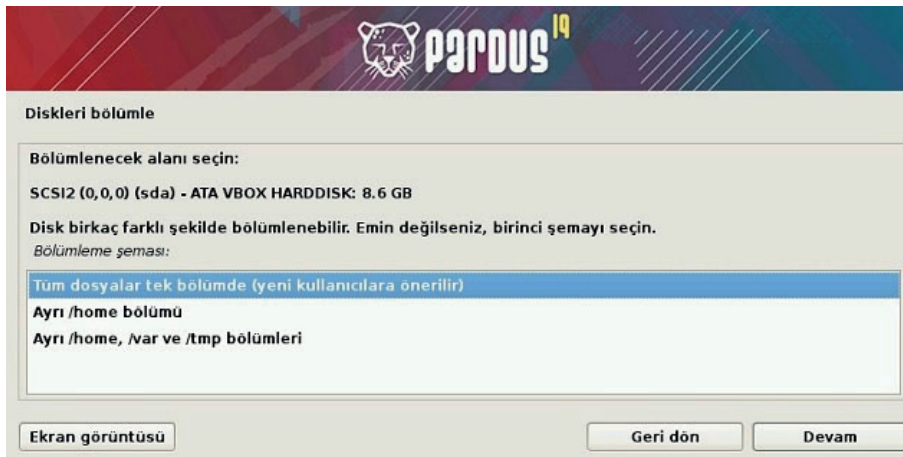 pardus 19
Diskleri bölümle
Bölümlenecek alanı seçin:
SCSI2 (0,0,0) (sda) - ATA VBOX HARDDISK: 8.6 GB
Disk birkaç farklı şekilde bölümlenebilir. Emin değilseniz, birinci şemayı seçin.
Bölümleme şeması:
Tüm dosyalar tek bölümde (yeni kullanıcılara önerilir)
Ayrı /home bölümü
Ayrı /home, /var ve /tmp bölümleri
Ekran görüntüsü Geri dön Devam